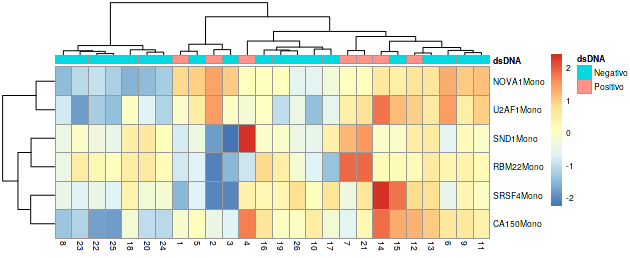 dsDNA
NOVA1Mono
U2AF1Mono
SND1Mono
RBM22Mono
SRSF4Mono
CA150Mono
8 23 22 25 18 20 24 1 5 2 3 4 16 19 26 10 17 7 21 14 15 12 13 6 9 11
2
1
0
-1
-2
dsDNA
Negativo
Positivo